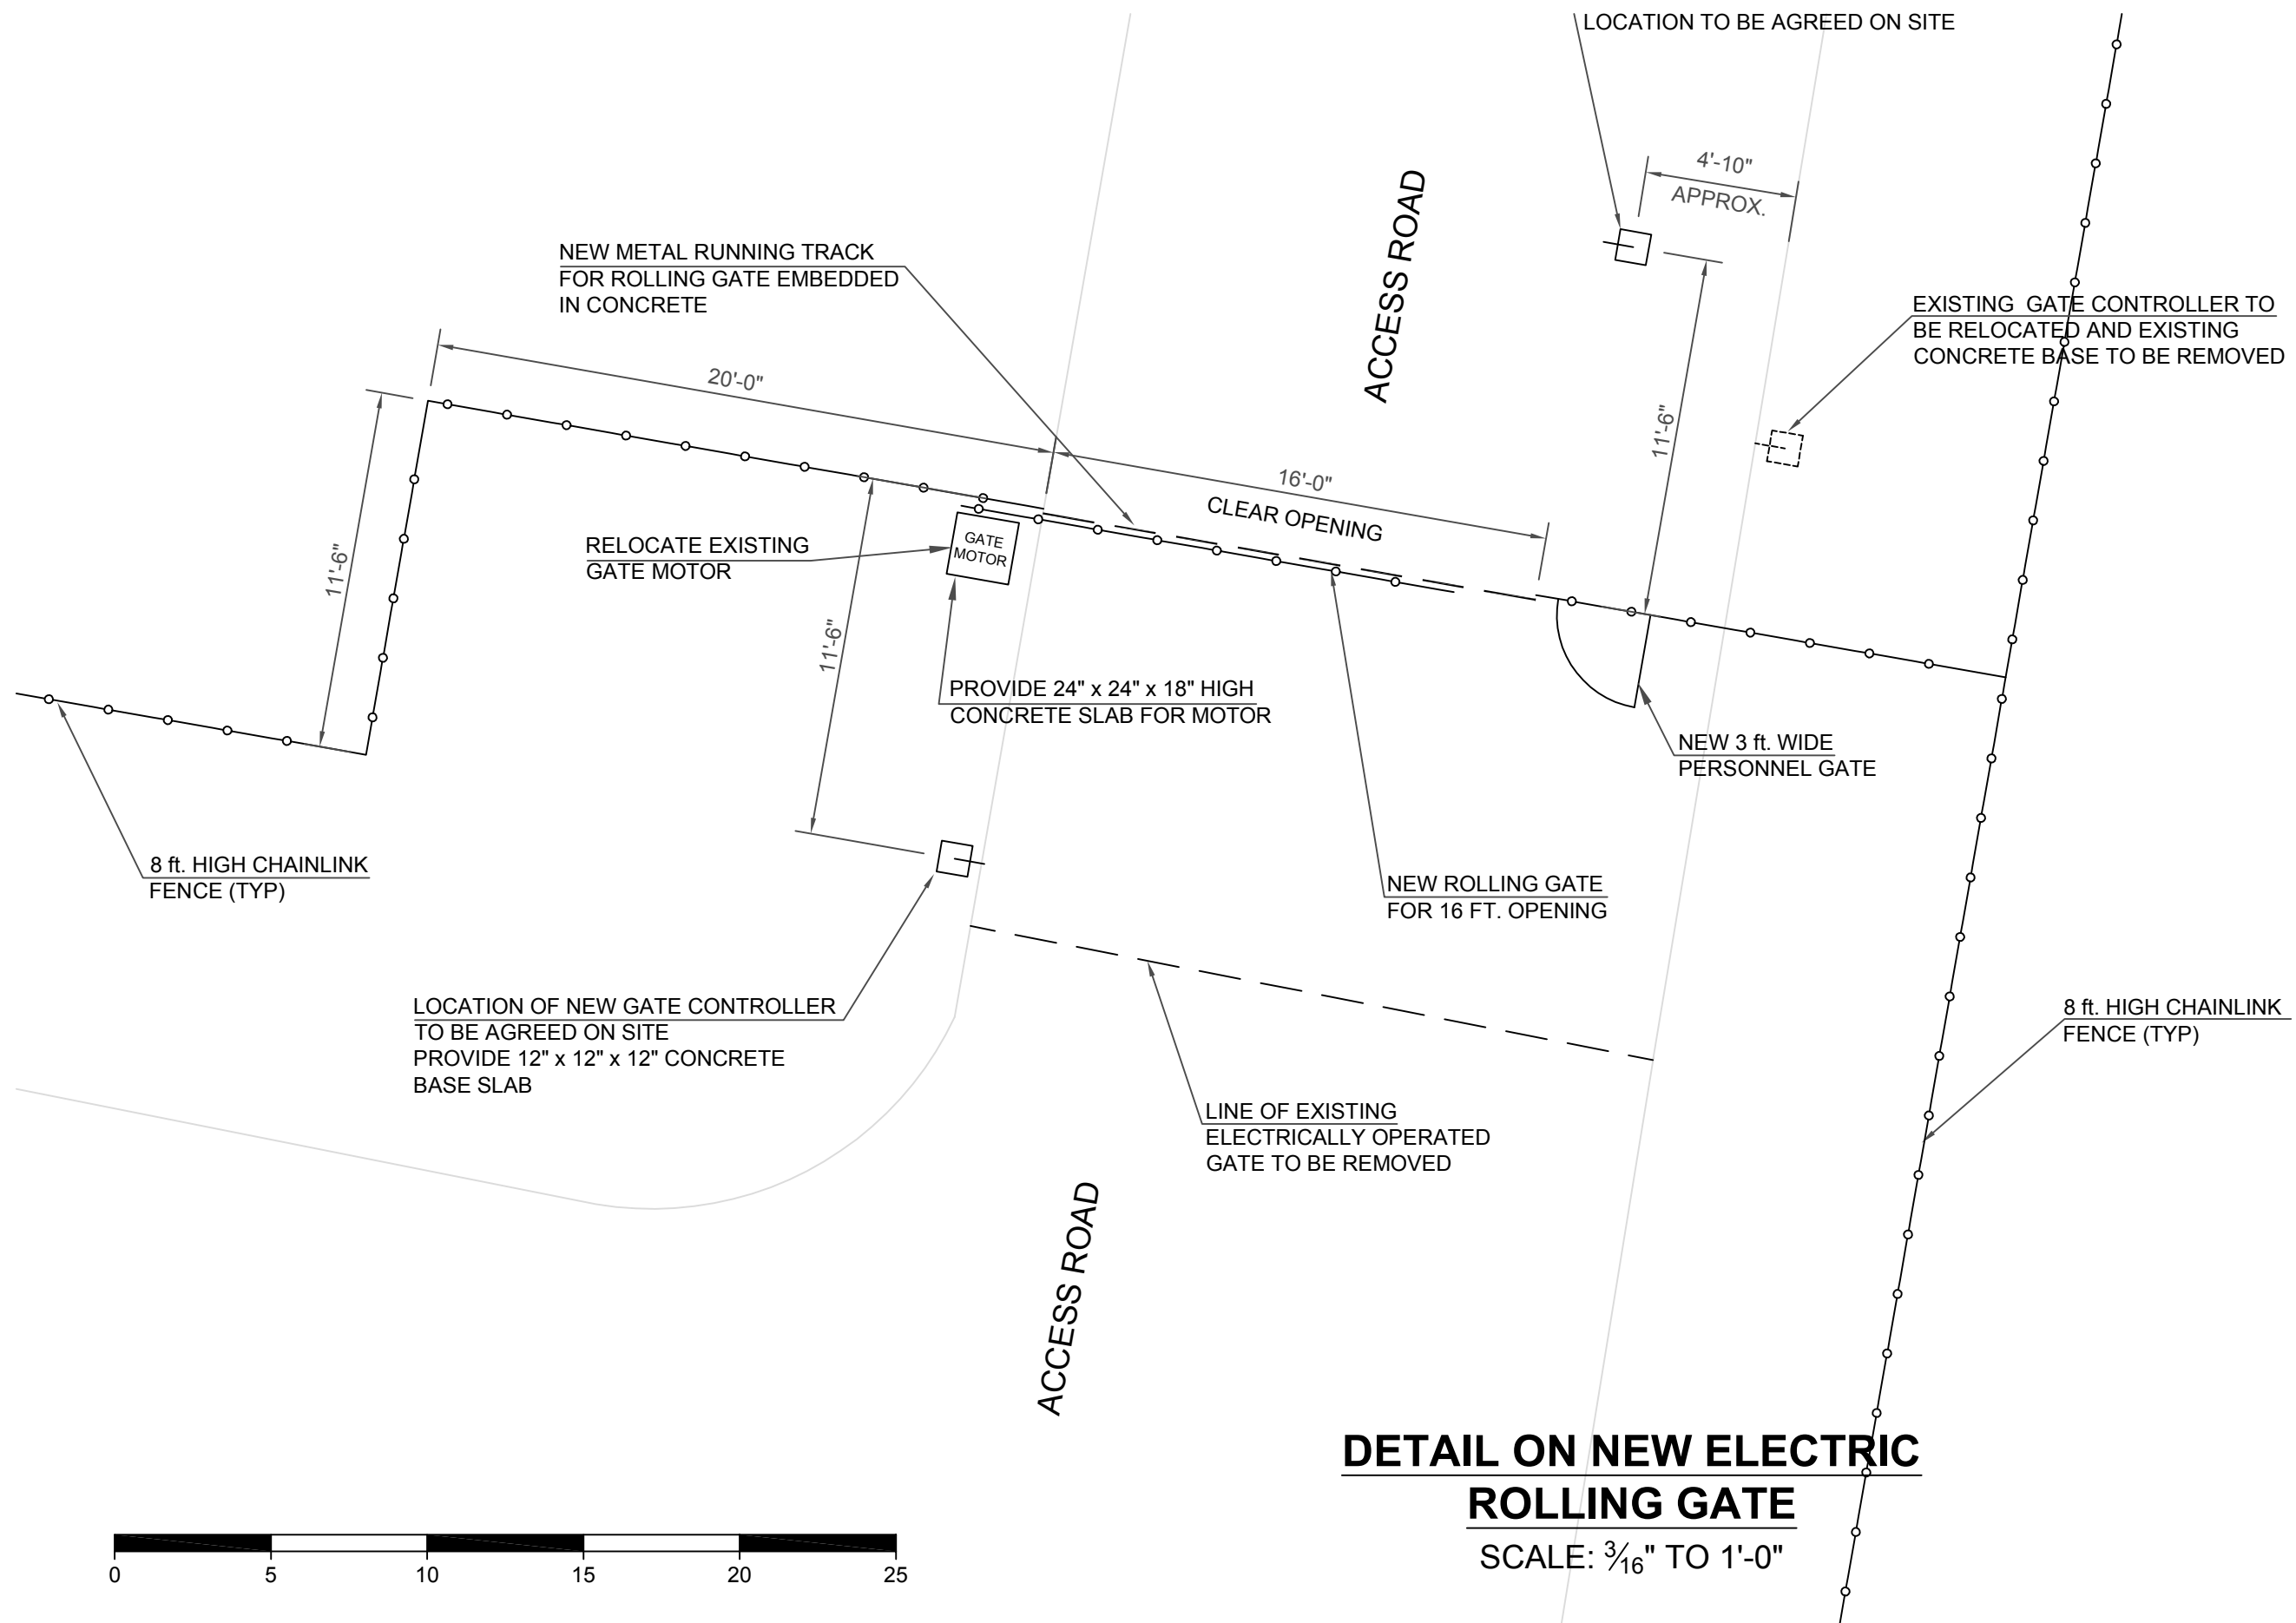 LOCATION TO BE AGREED ON SITE
4'-10"
APPROX.
ACCESS ROAD
NEW METAL RUNNING TRACK
FOR ROLLING GATE EMBEDDED
IN CONCRETE
EXISTING  GATE CONTROLLER TO
BE RELOCATED AND EXISTING
CONCRETE BASE TO BE REMOVED
20'-0"
11'-6"
16'-0"
CLEAR OPENING
GATE
MOTOR
RELOCATE EXISTING
GATE MOTOR
11'-6"
11'-6"
PROVIDE 24" x 24" x 18" HIGH
CONCRETE SLAB FOR MOTOR
NEW 3 ft. WIDE
PERSONNEL GATE
8 ft. HIGH CHAINLINK
FENCE (TYP)
NEW ROLLING GATE
FOR 16 FT. OPENING
LOCATION OF NEW GATE CONTROLLER
TO BE AGREED ON SITE
PROVIDE 12" x 12" x 12" CONCRETE
BASE SLAB
8 ft. HIGH CHAINLINK
FENCE (TYP)
LINE OF EXISTING
ELECTRICALLY OPERATED
GATE TO BE REMOVED
ACCESS ROAD
DETAIL ON NEW ELECTRIC
ROLLING GATE
SCALE: 3/16" TO 1'-0"
0 5 10 15 20 25